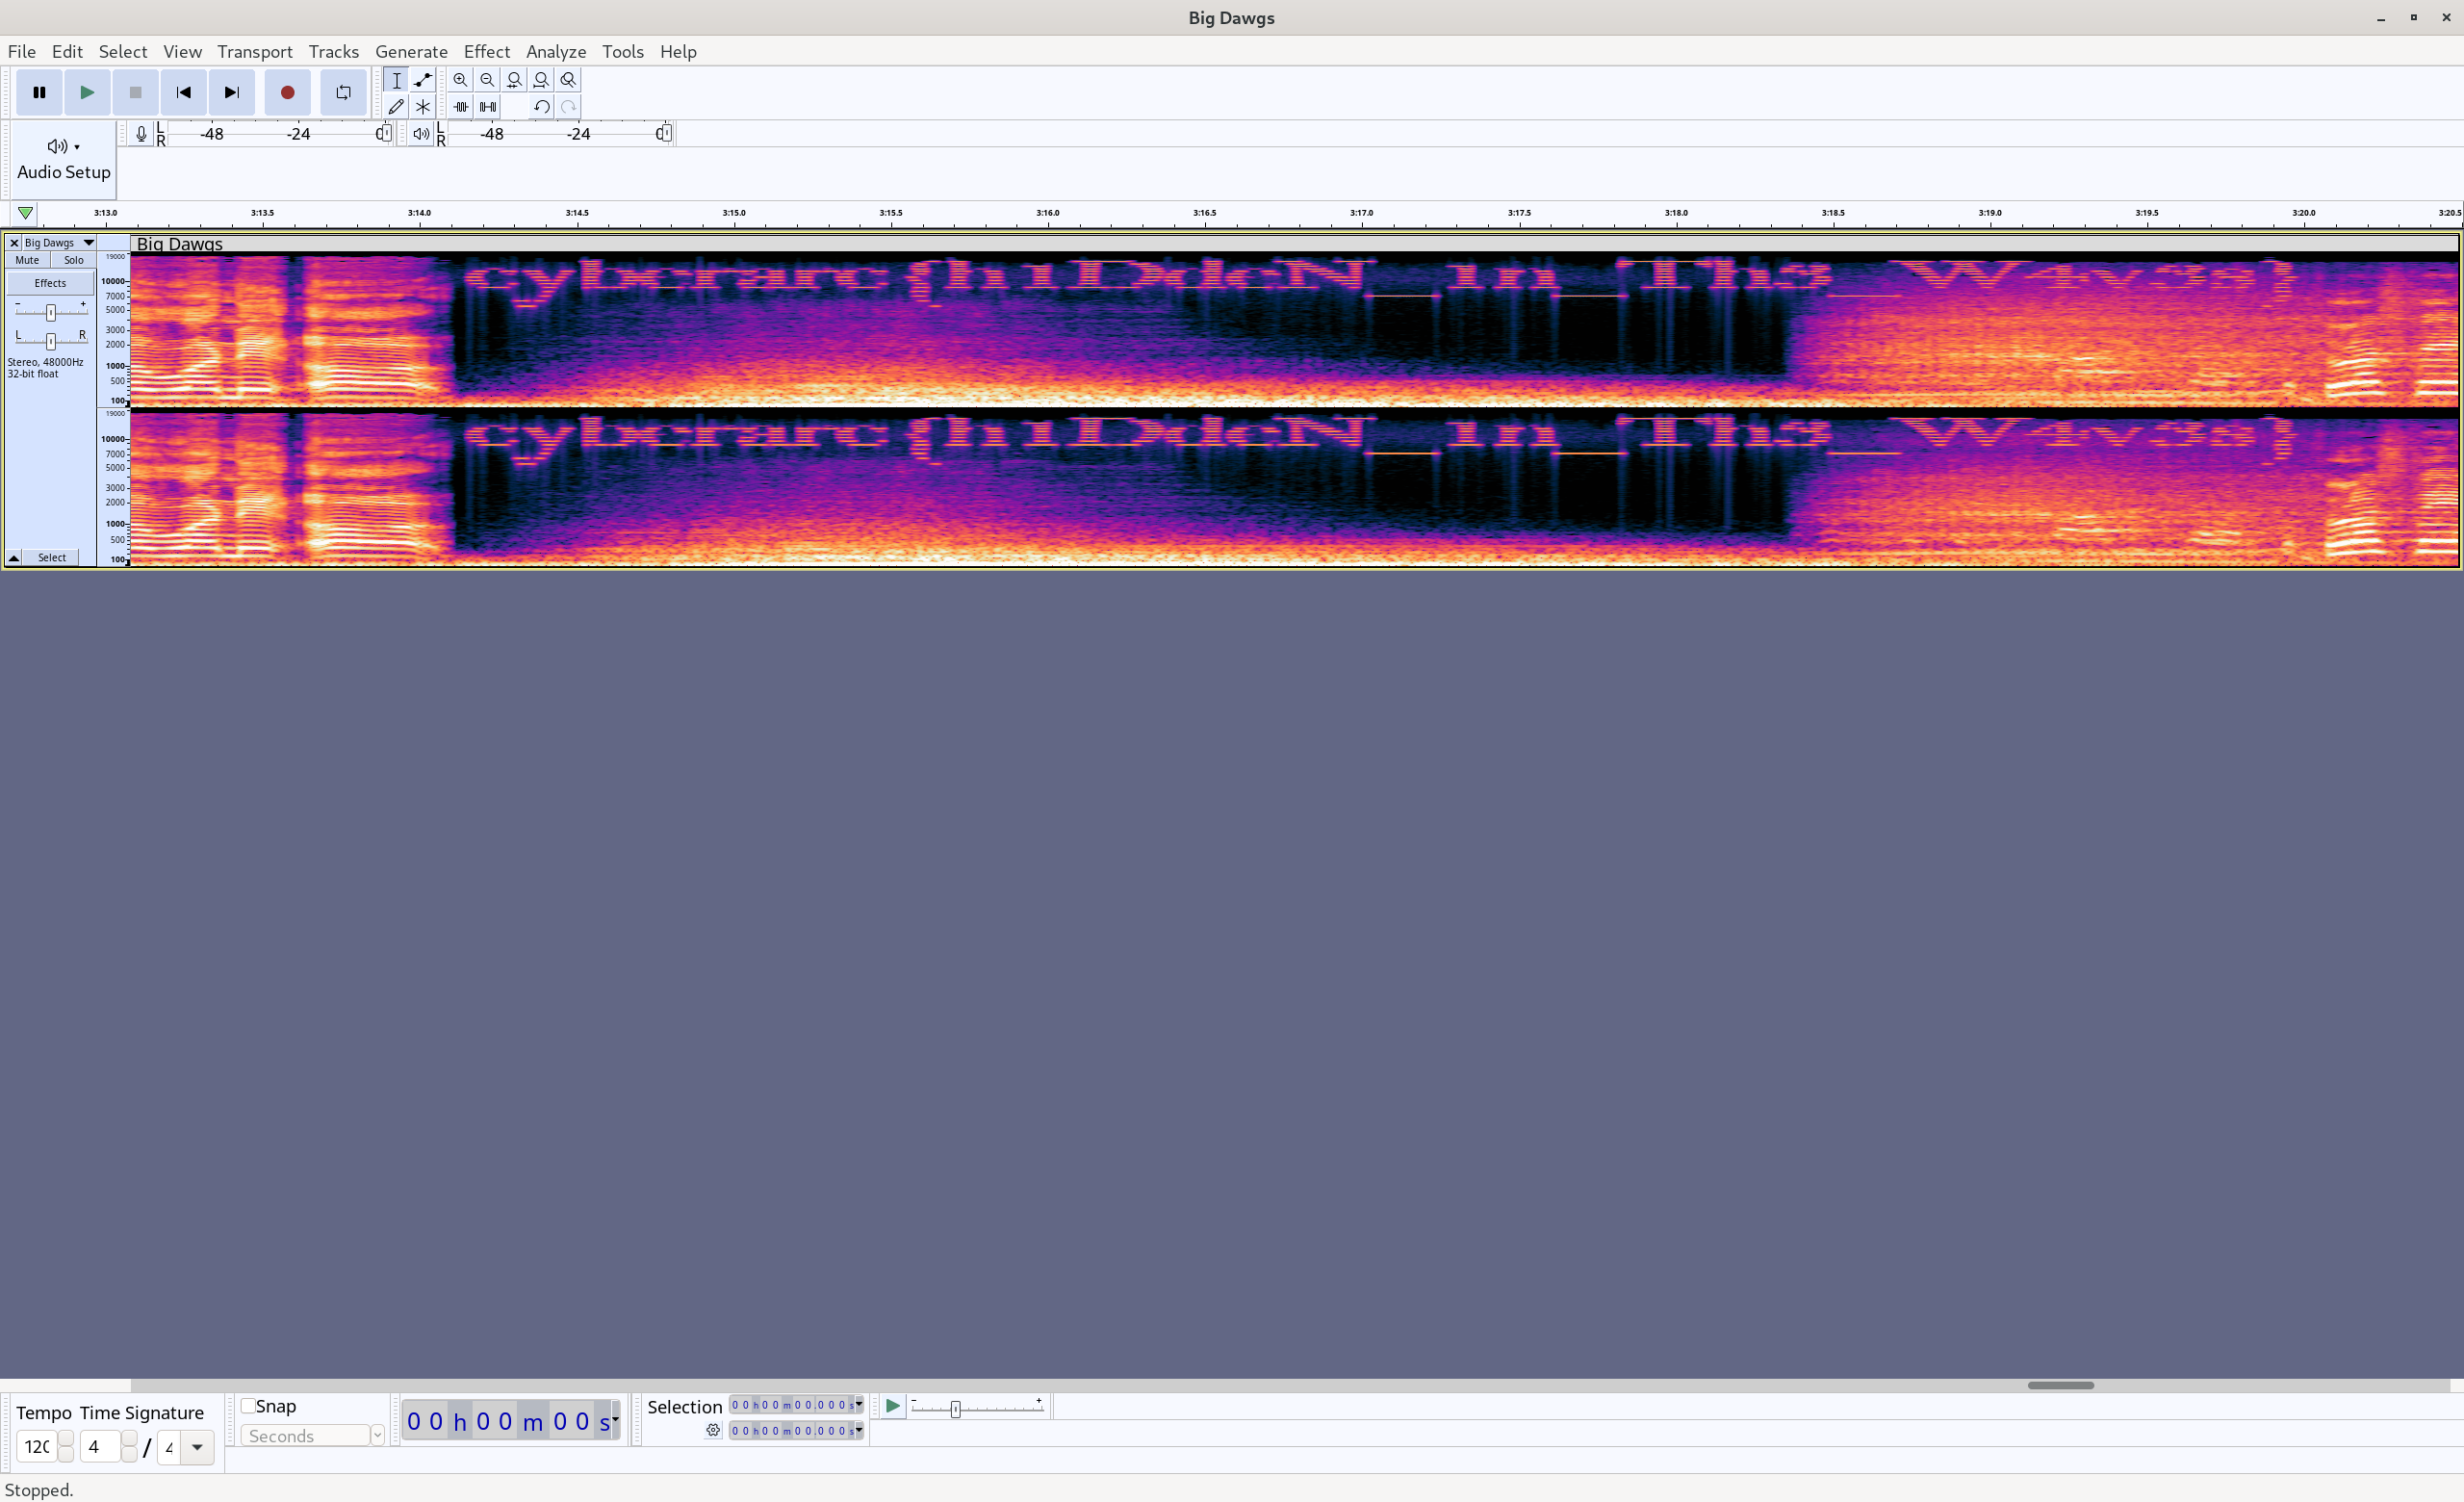 Big Dawgs
File Edit Select View Transport Tracks Generate Effect Analyze Tools Help
L R -48 -24 0 L R -48 -24 0
Audio Setup
3:13.0 3:13.5 3:14.0 3:14.5 3:15.0 3:15.5 3:16.0 3:16.5 3:17.0 3:17.5 3:18.0 3:18.5 3:19.0 3:19.5 3:20.0 3:20.5
Big Dawgs Big Dawgs
Mute Solo
Effects
- +
L R
Stereo, 48000Hz
32-bit float
Select
19000
10000
7000
5000
3000
2000
1000
500
100
19000
10000
7000
5000
3000
2000
1000
500
100
Tempo Time Signature
120 4 / 4
Snap
Seconds
00 h 00 m 00 s
Selection
00 h 00 m 00.000 s
00 h 00 m 00.000 s
- +
Stopped.